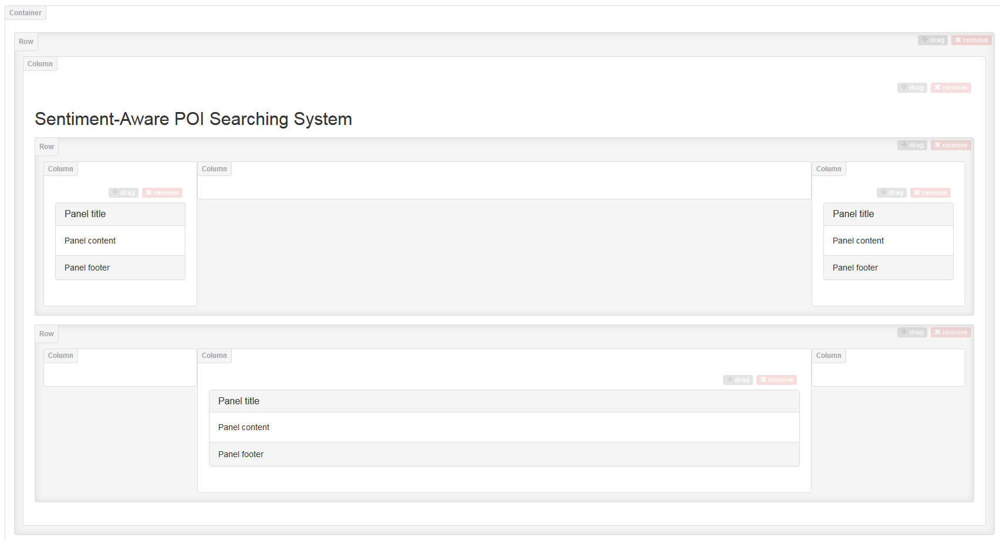 Container
Row
drag remove
Column
drag remove
Sentiment-Aware POI Searching System
Row
drag remove
Column
Column
Column
drag remove
drag remove
Panel title
Panel title
Panel content
Panel content
Panel footer
Panel footer
Row
drag remove
Column
Column
Column
drag remove
Panel title
Panel content
Panel footer